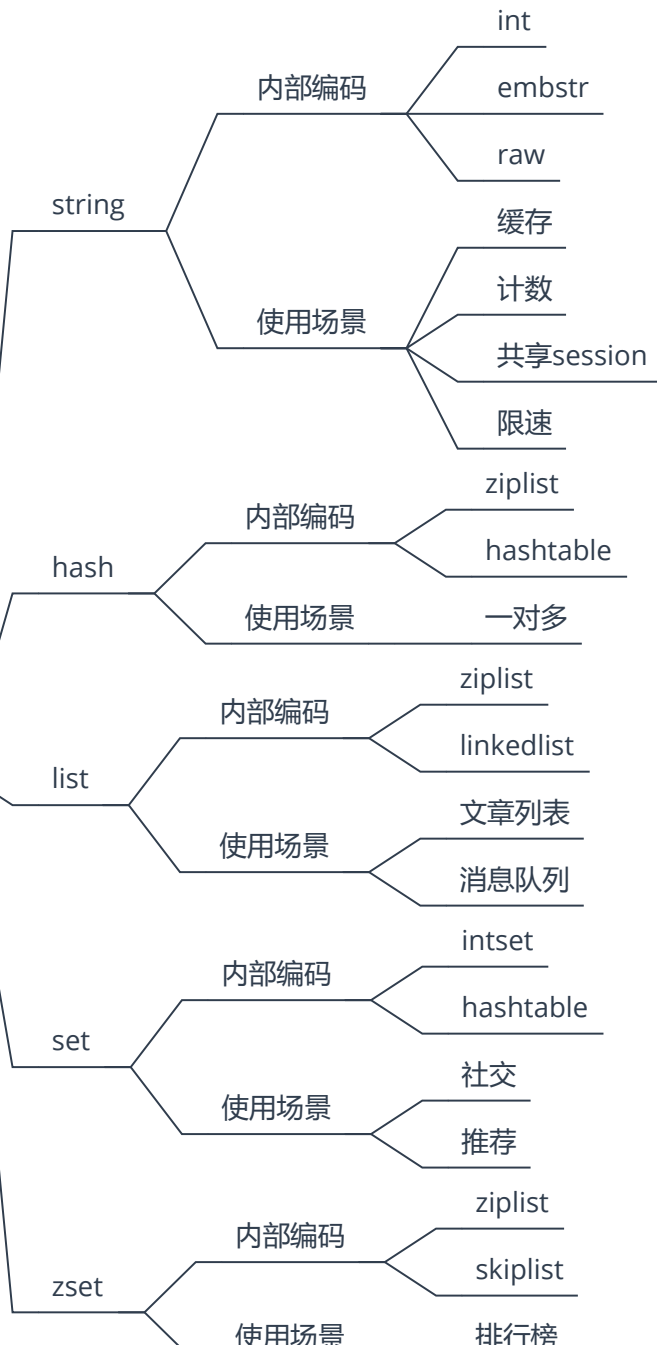 string
内部编码
int
embstr
raw
使用场景
缓存
计数
共享session
限速
hash
内部编码
ziplist
hashtable
使用场景
一对多
list
内部编码
ziplist
linkedlist
使用场景
文章列表
消息队列
set
内部编码
intset
hashtable
使用场景
社交
推荐
zset
内部编码
ziplist
skiplist
使用场景
排行榜